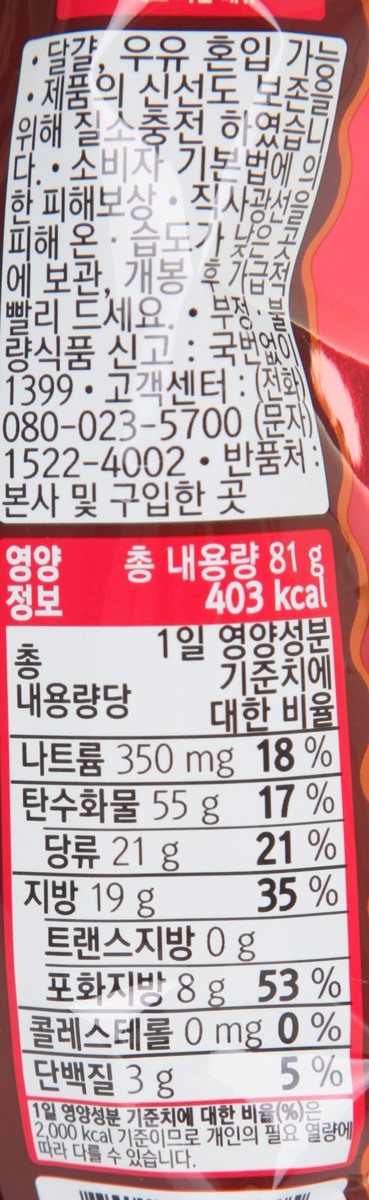 • 달걀, 우유 혼입 가능
• 제품의 신선도 보존을
위해 질소충전 하였습니
다. • 소비자 기본법에 의
한 피해보상 • 직사광선을
피해 온·습도가 낮은 곳
에 보관, 개봉 후 가급적
빨리 드세요. • 부정·불
량식품 신고 : 국번없이
1399 • 고객센터 : (전화)
080-023-5700 (문자)
1522-4002 • 반품처 :
본사 및 구입한 곳
영양 총 내용량 81 g
정보 403 kcal
총 1일 영양성분
내용량당 기준치에
대한 비율
나트륨 350 mg 18 %
탄수화물 55 g 17 %
당류 21 g 21 %
지방 19 g 35 %
트랜스지방 0 g
포화지방 8 g 53 %
콜레스테롤 0 mg 0 %
단백질 3 g 5 %
1일 영양성분 기준치에 대한 비율(%)은
2,000 kcal 기준이므로 개인의 필요 열량에
따라 다를 수 있습니다.